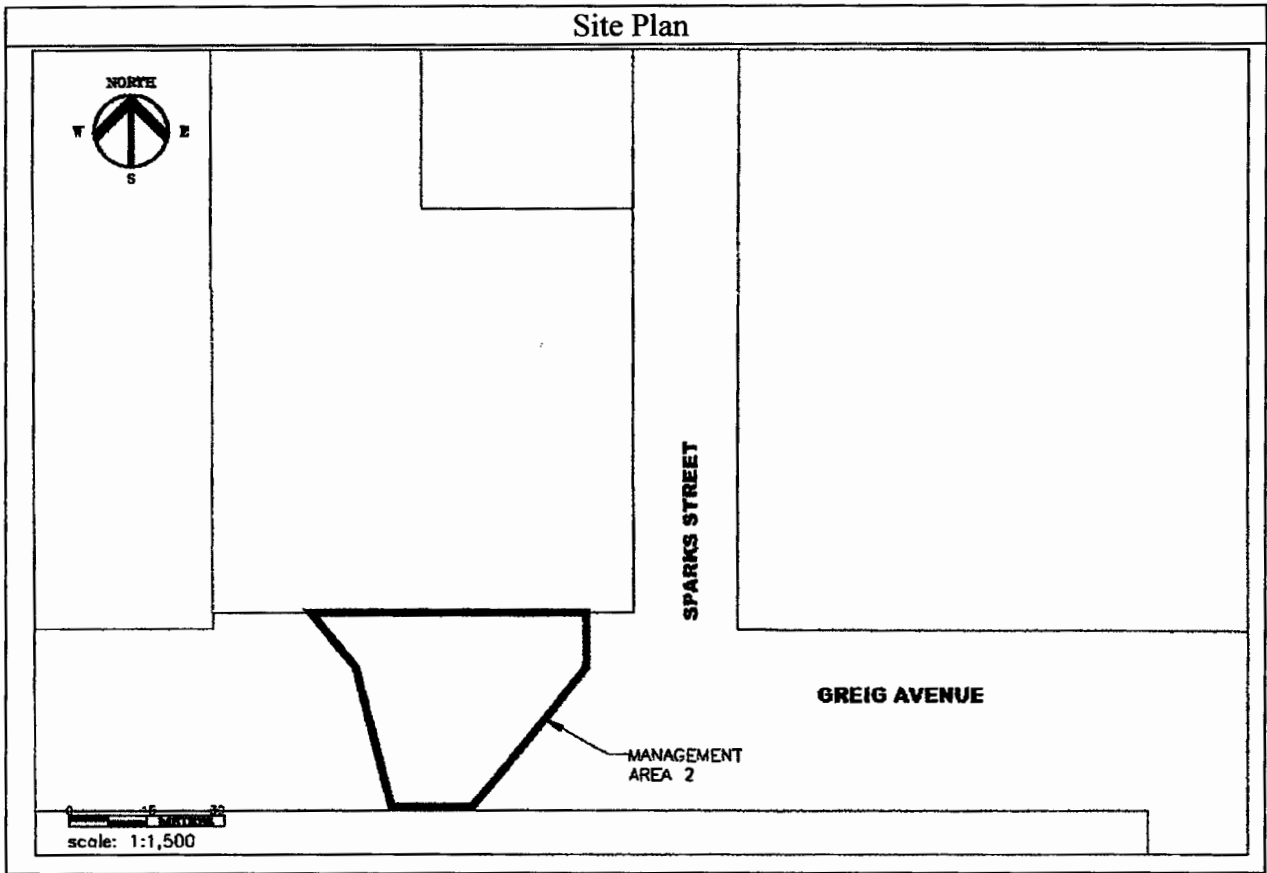 Site Plan
NORTH
W E
S
SPARKS STREET
GREIG AVENUE
MANAGEMENT
AREA 2
0 15 30
METRES
scale: 1:1,500